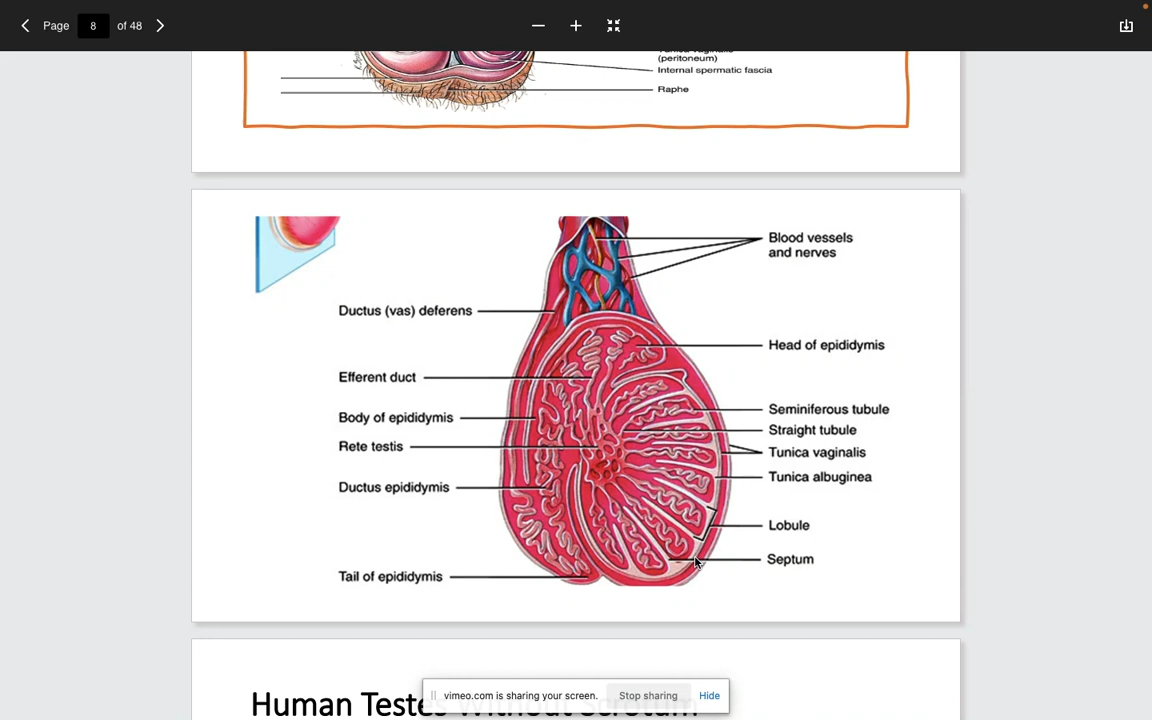 Page 8 of 48
(peritoneum)
Internal spermatic fascia
Raphe
Blood vessels
and nerves
Ductus (vas) deferens
Head of epididymis
Efferent duct
Seminiferous tubule
Body of epididymis
Straight tubule
Rete testis
Tunica vaginalis
Tunica albuginea
Ductus epididymis
Lobule
Septum
Tail of epididymis
Human Testes Without Scrotum
vimeo.com is sharing your screen. Stop sharing Hide